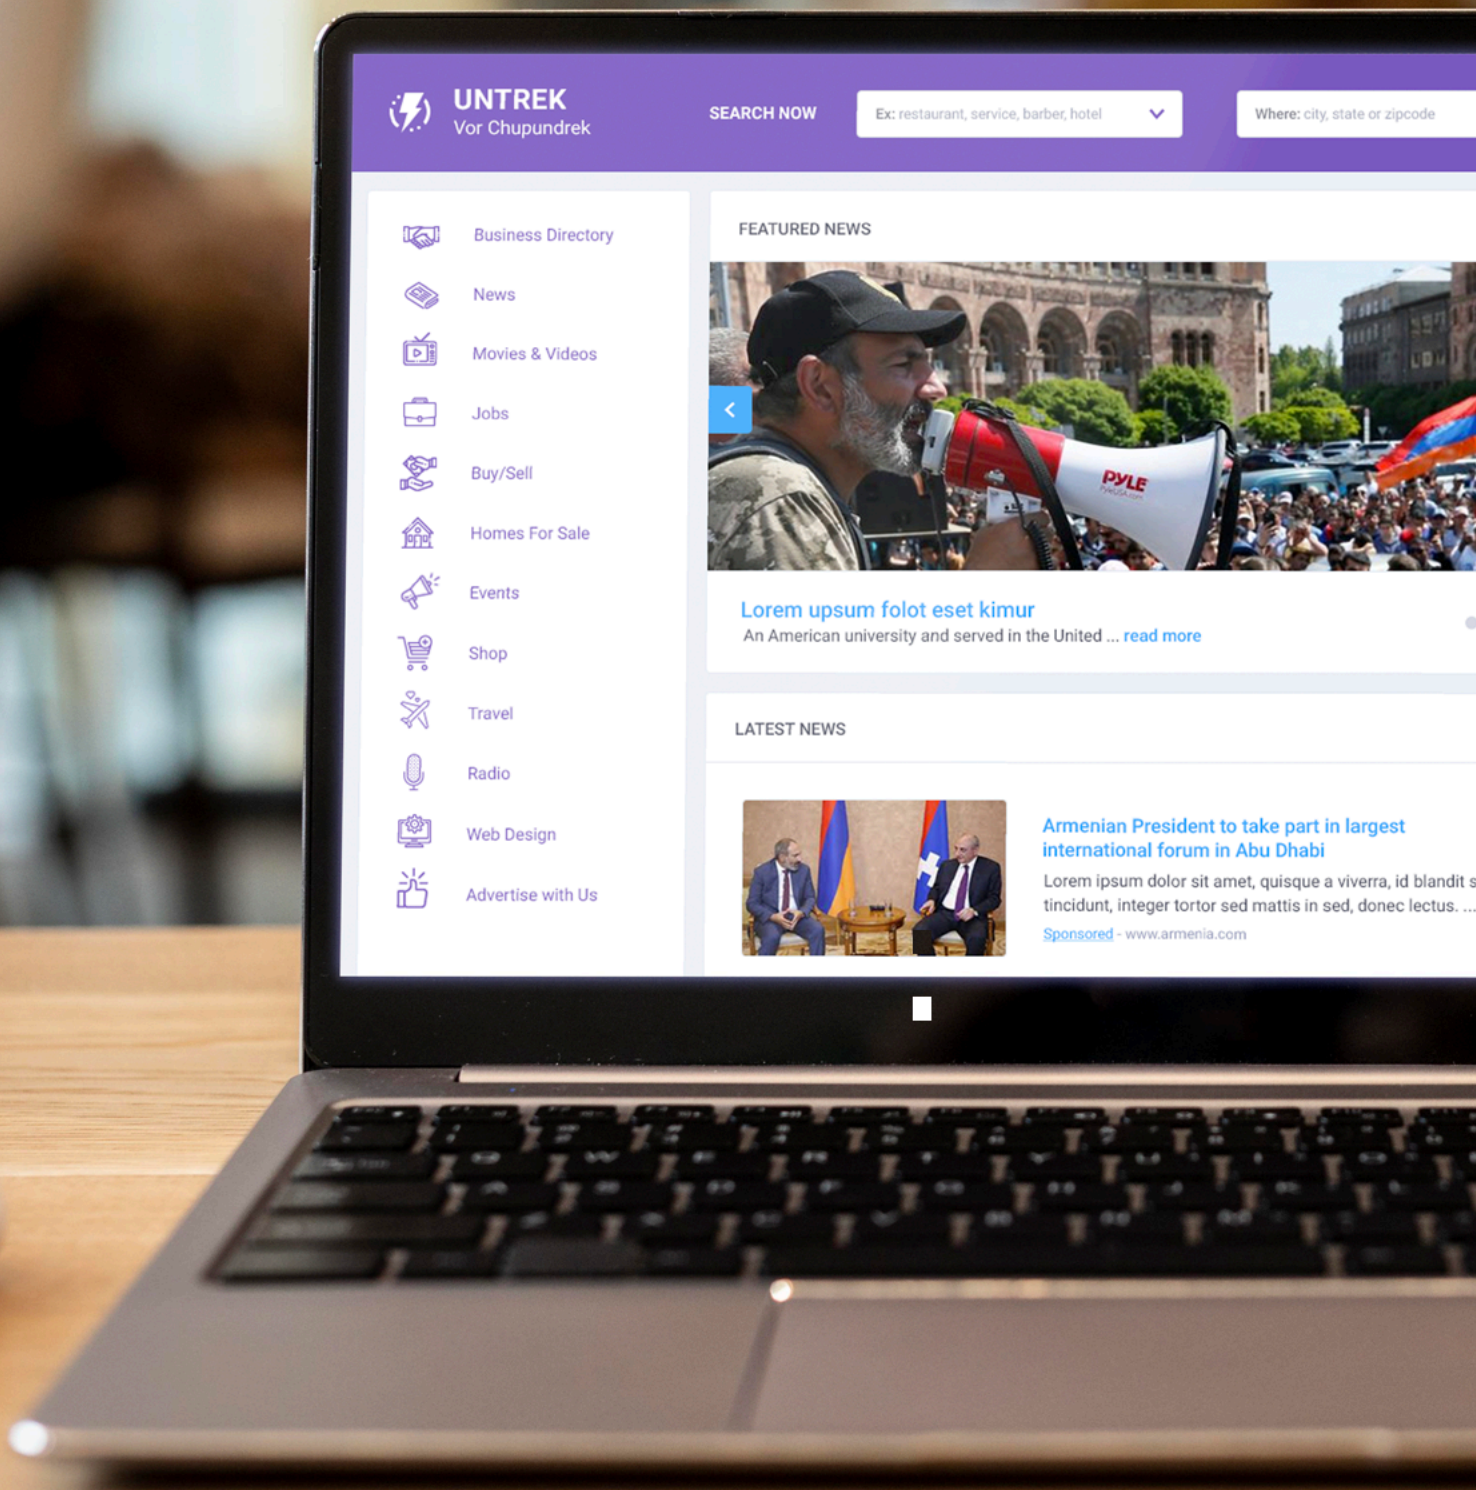 UNTREK
Vor Chupundrek
SEARCH NOW
Ex: restaurant, service, barber, hotel
Where: city, state or zipcode
Business Directory
News
Movies & Videos
Jobs
Buy/Sell
Homes For Sale
Events
Shop
Travel
Radio
Web Design
Advertise with Us
FEATURED NEWS
PYLE
PyleUSA.com
Lorem upsum folot eset kimur
An American university and served in the United ... read more
LATEST NEWS
Armenian President to take part in largest
international forum in Abu Dhabi
Lorem ipsum dolor sit amet, quisque a viverra, id blandit s
tincidunt, integer tortor sed mattis in sed, donec lectus. ...
Sponsored - www.armenia.com